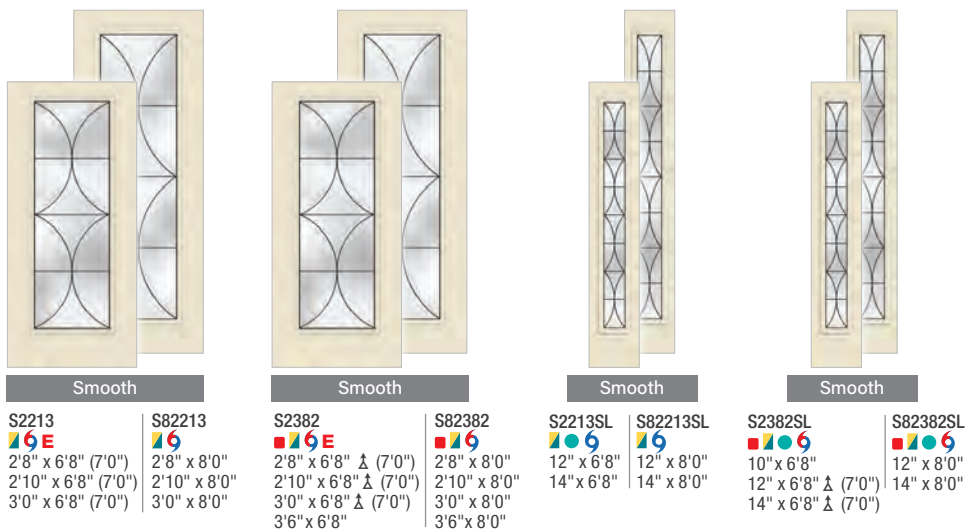 Smooth
S2213
E
2'8" x 6'8" (7'0")
2'10" x 6'8" (7'0")
3'0" x 6'8" (7'0")
S82213
2'8" x 8'0"
2'10" x 8'0"
3'0" x 8'0"
Smooth
S2382
E
2'8" x 6'8" (7'0")
2'10" x 6'8" (7'0")
3'0" x 6'8" (7'0")
3'6"x 6'8"
S82382
2'8" x 8'0"
2'10" x 8'0"
3'0" x 8'0"
3'6"x 8'0"
Smooth
S2213SL
12" x 6'8"
14"x 6'8"
S82213SL
12" x 8'0"
14" x 8'0"
Smooth
S2382SL
10"x 6'8"
12" x 6'8" (7'0")
14" x 6'8" (7'0")
S82382SL
12" x 8'0"
14" x 8'0"